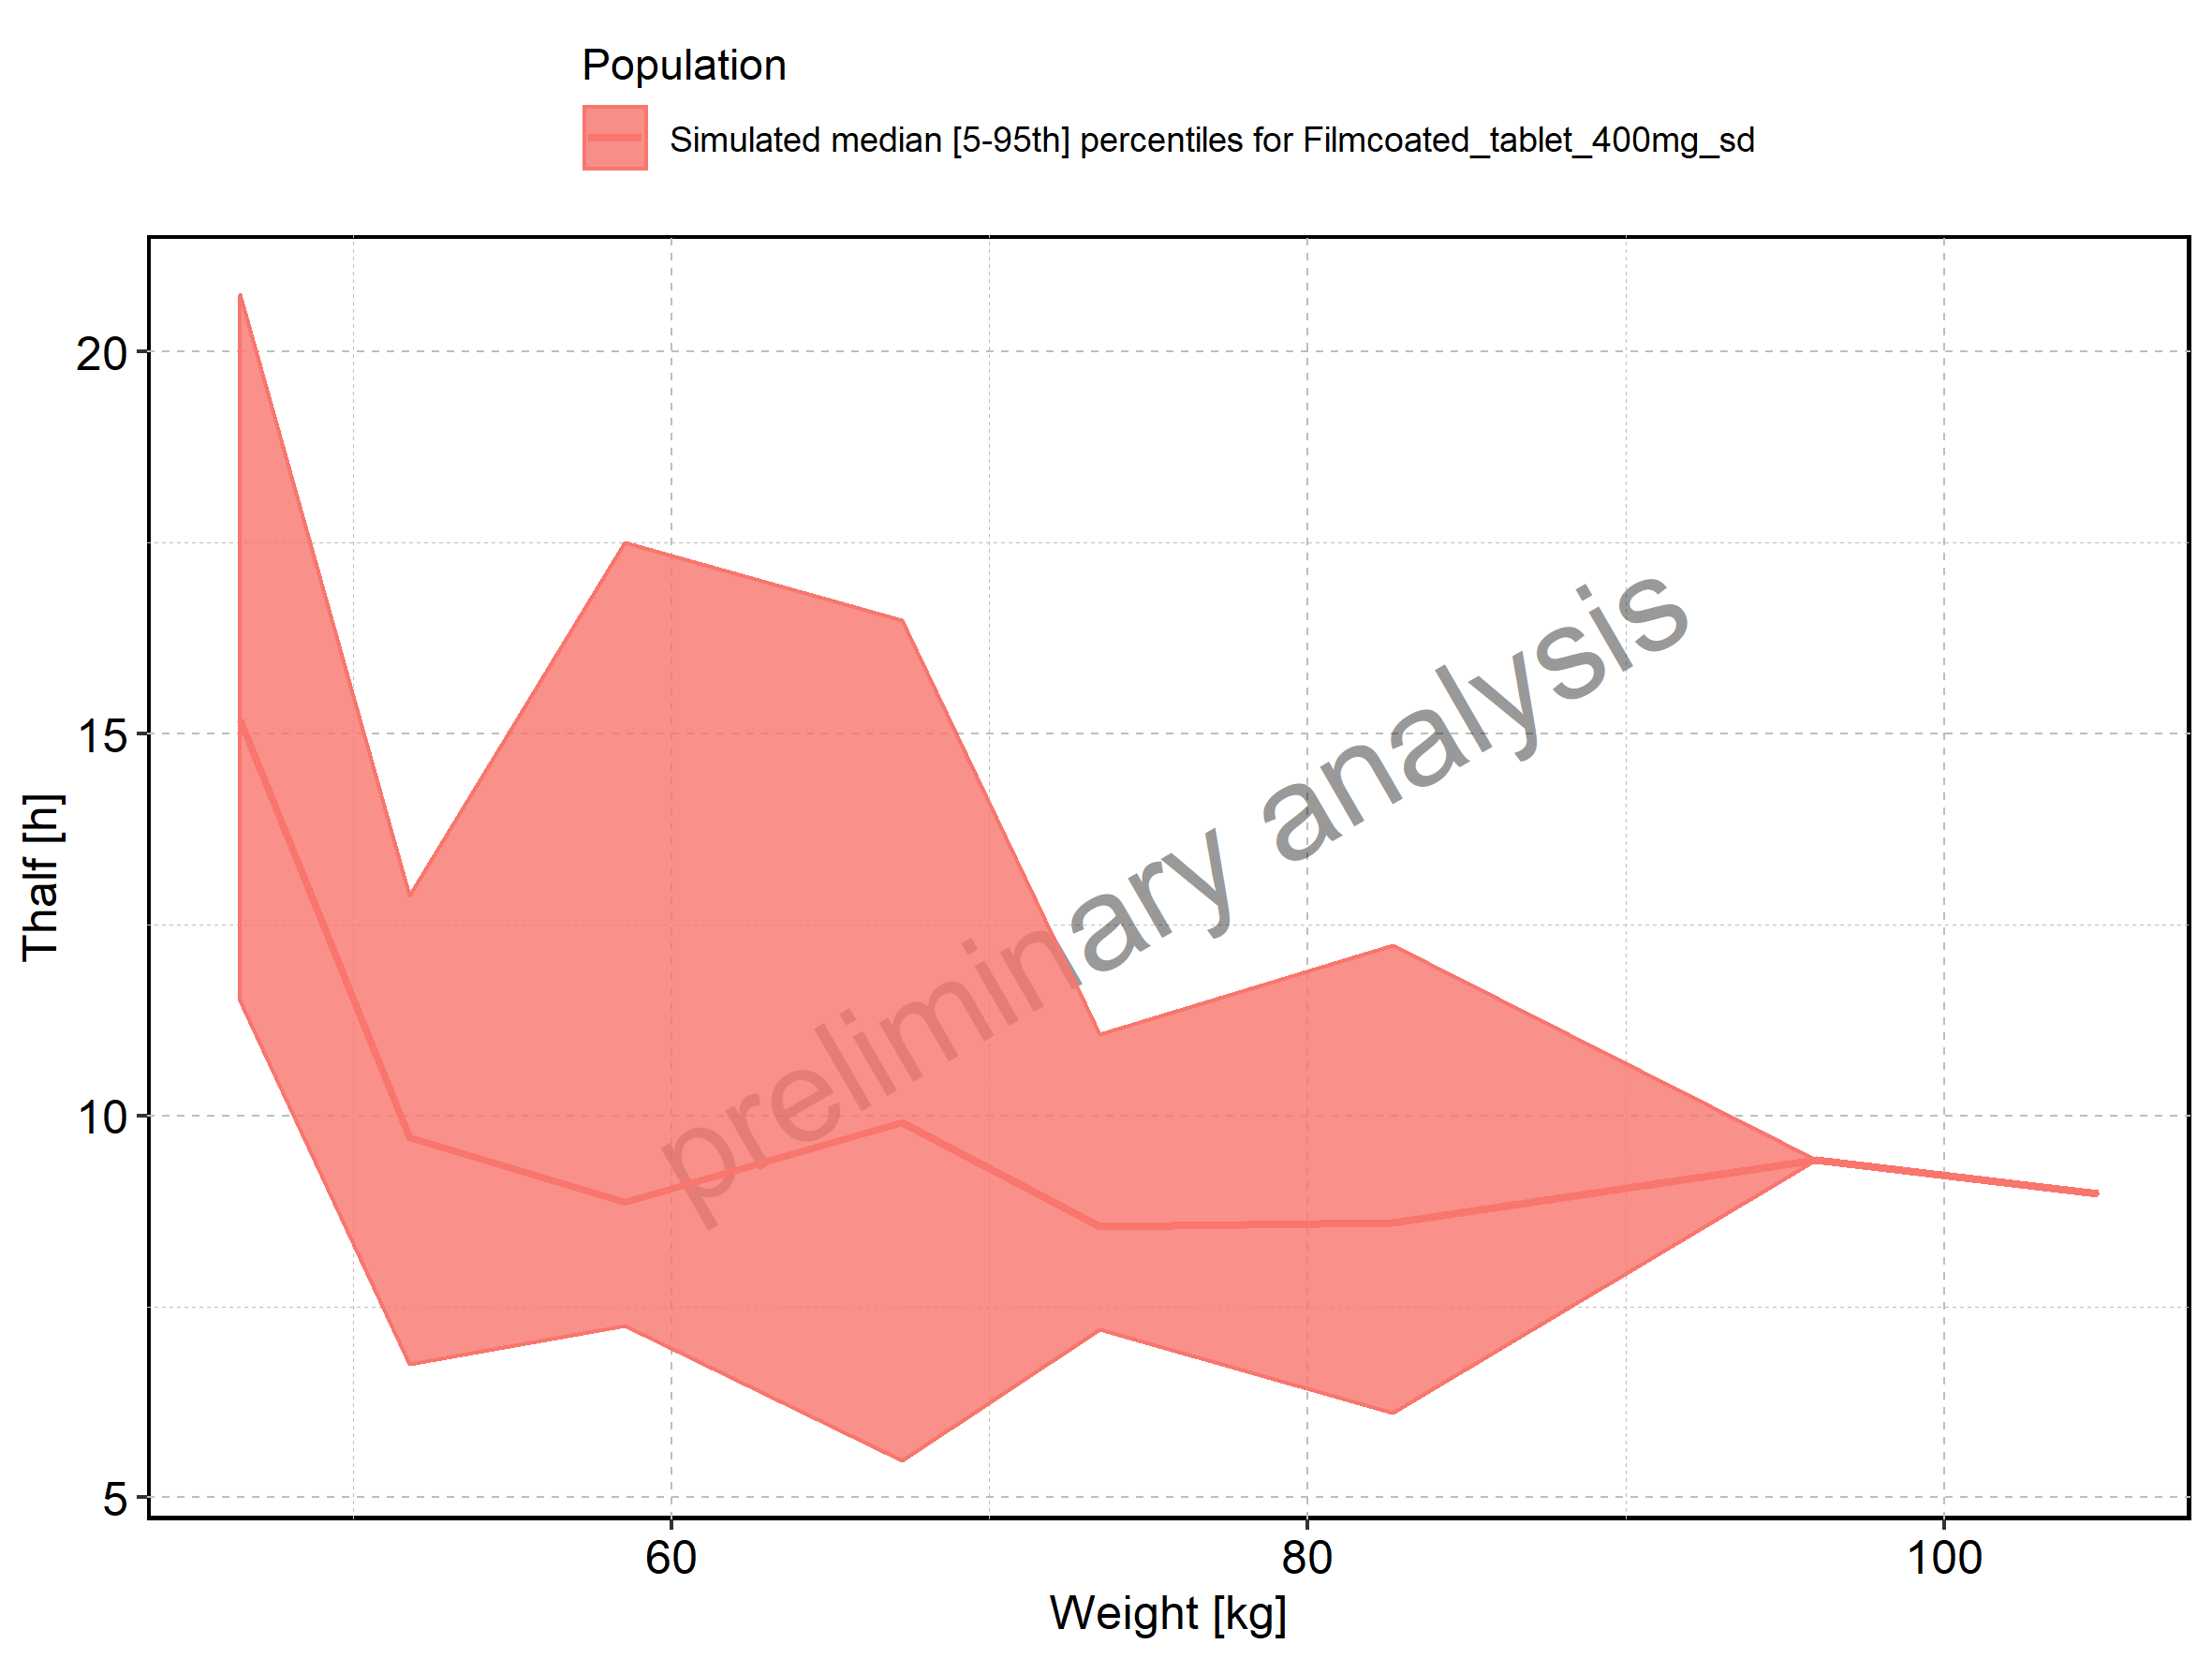 Population
Simulated median [5-95th] percentiles for Filmcoated_tablet_400mg_sd
20
15
10
5
Thalf [h]
preliminary analysis
60 80 100
Weight [kg]